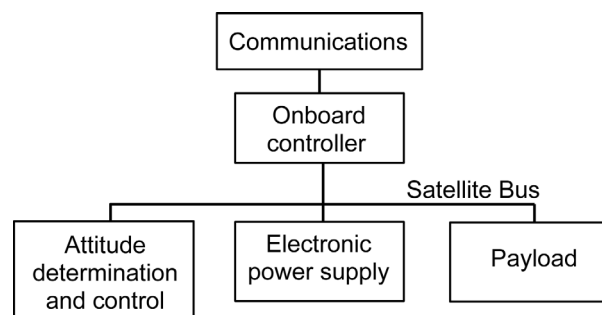 Communications
Onboard
controller
Satellite Bus
Attitude
determination
and control
Electronic
power supply
Payload